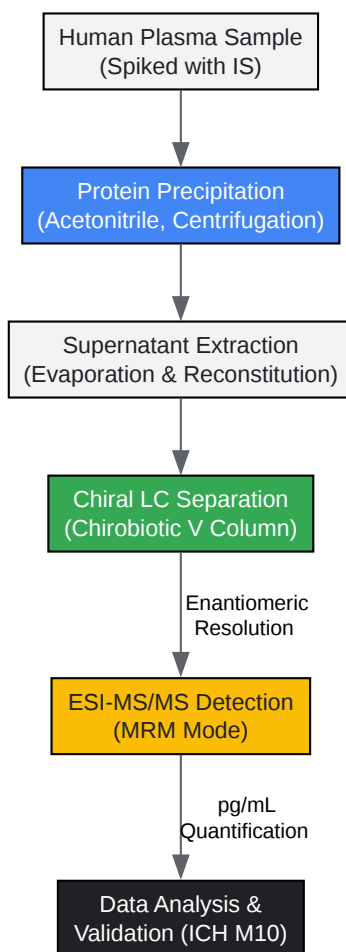 Human Plasma Sample
(Spiked with IS)
Protein Precipitation
(Acetonitrile, Centrifugation)
Supernatant Extraction
(Evaporation & Reconstitution)
Chiral LC Separation
(Chirobiotic V Column)
Enantiomeric
Resolution
ESI-MS/MS Detection
(MRM Mode)
pg/mL
Quantification
Data Analysis &
Validation (ICH M10)